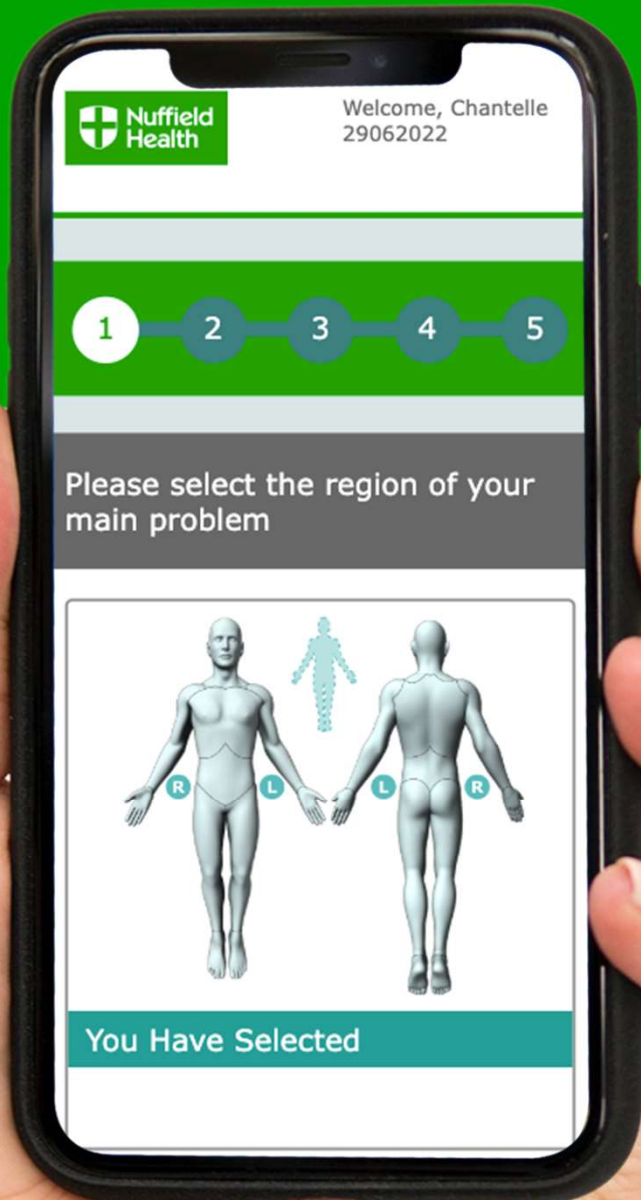 Nuffield
Health
Welcome, Chantelle
29062022
1 2 3 4 5
Please select the region of your
main problem
R L L R
You Have Selected